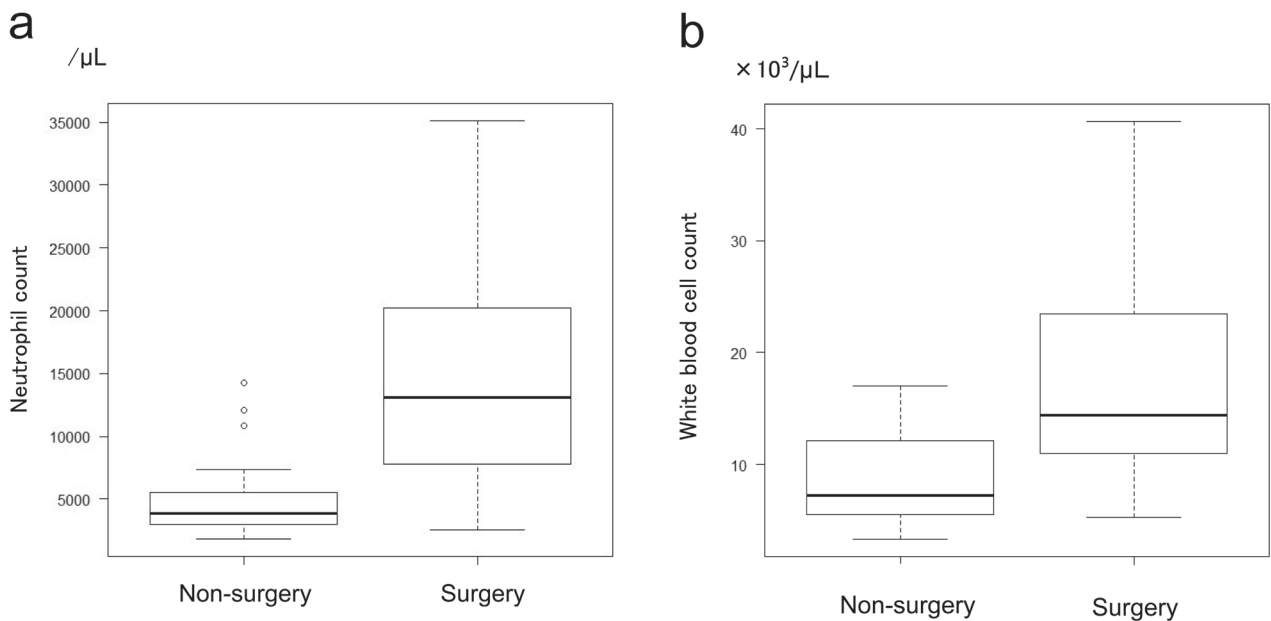 a
/µL
35000
30000
25000
20000
15000
10000
5000
Neutrophil count
Non-surgery
Surgery
b
×10³/µL
40
30
20
10
White blood cell count
Non-surgery
Surgery